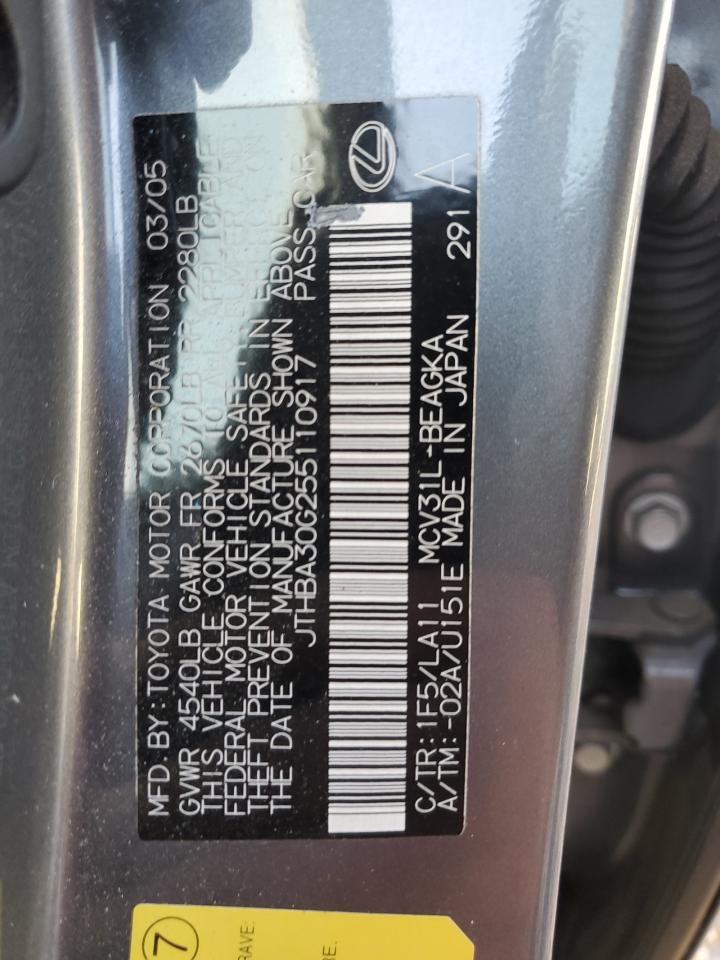 MFD. BY: TOYOTA MOTOR CORPORATION 03/05
GVWR 4540LB GAWR FR 2670LB RR 2280LB
THIS VEHICLE CONFORMS TO ALL APPLICABLE
FEDERAL MOTOR VEHICLE SAFETY, BUMPER, AND
THEFT PREVENTION STANDARDS IN EFFECT ON
THE DATE OF MANUFACTURE SHOWN ABOVE.
JTHBA30G255110917 PASS. CAR
C/TR: 1F5/LA11 MCV31L-BEAGKA A
A/TM: -02A/U151E MADE IN JAPAN 291
7